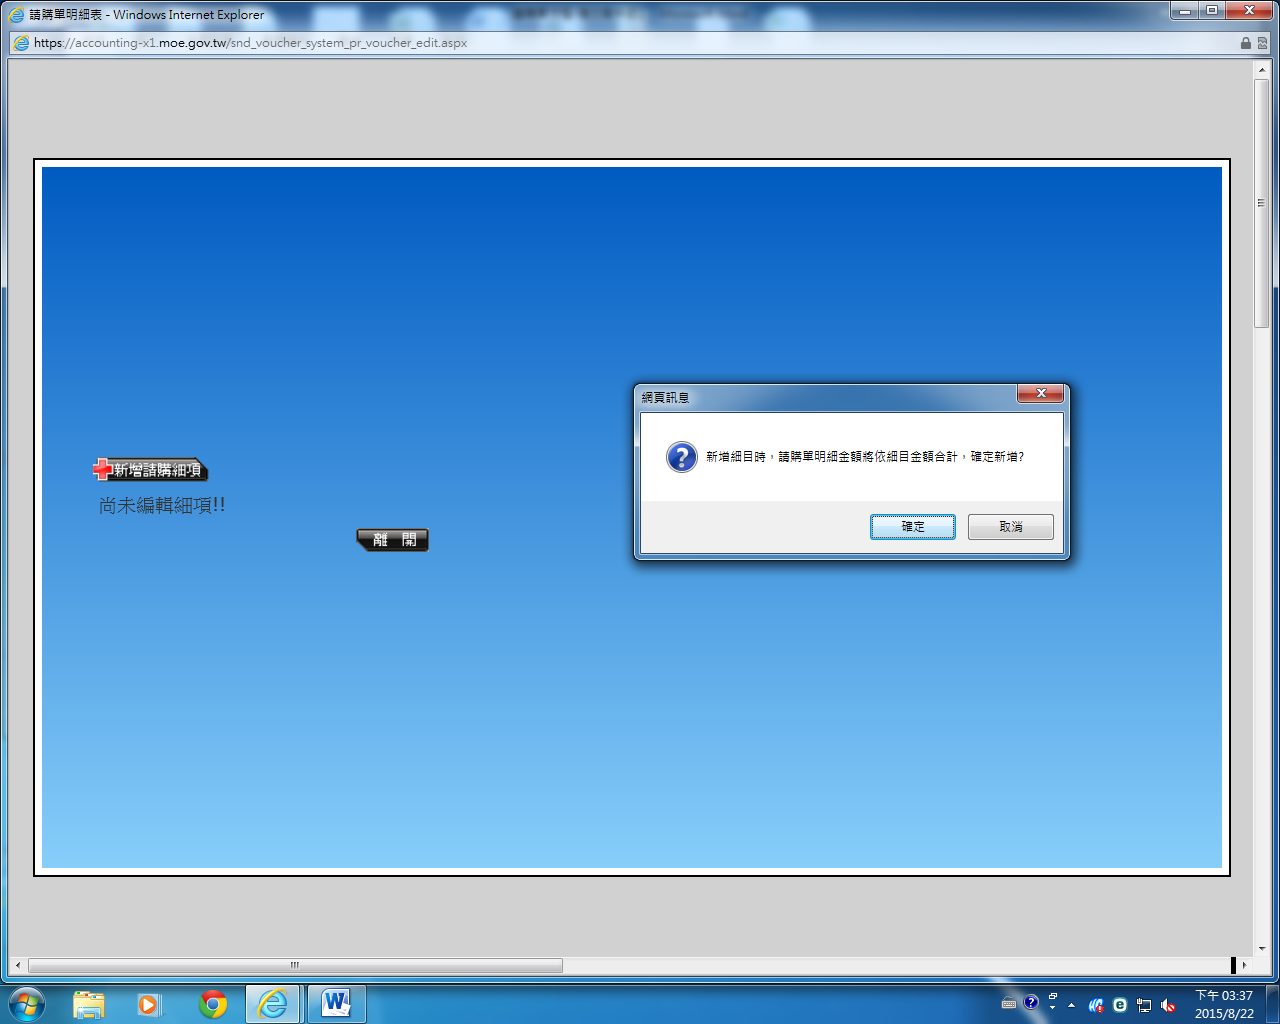 請購單明細表 - Windows Internet Explorer
https://accounting-x1.moe.gov.tw/snd_voucher_system_pr_voucher_edit.aspx
網頁訊息
新增細目時，請購單明細金額將依細目金額合計，確定新增?
確定
取消
新增請購細項
尚未編輯細項!!
離 開
下午 03:37
2015/8/22